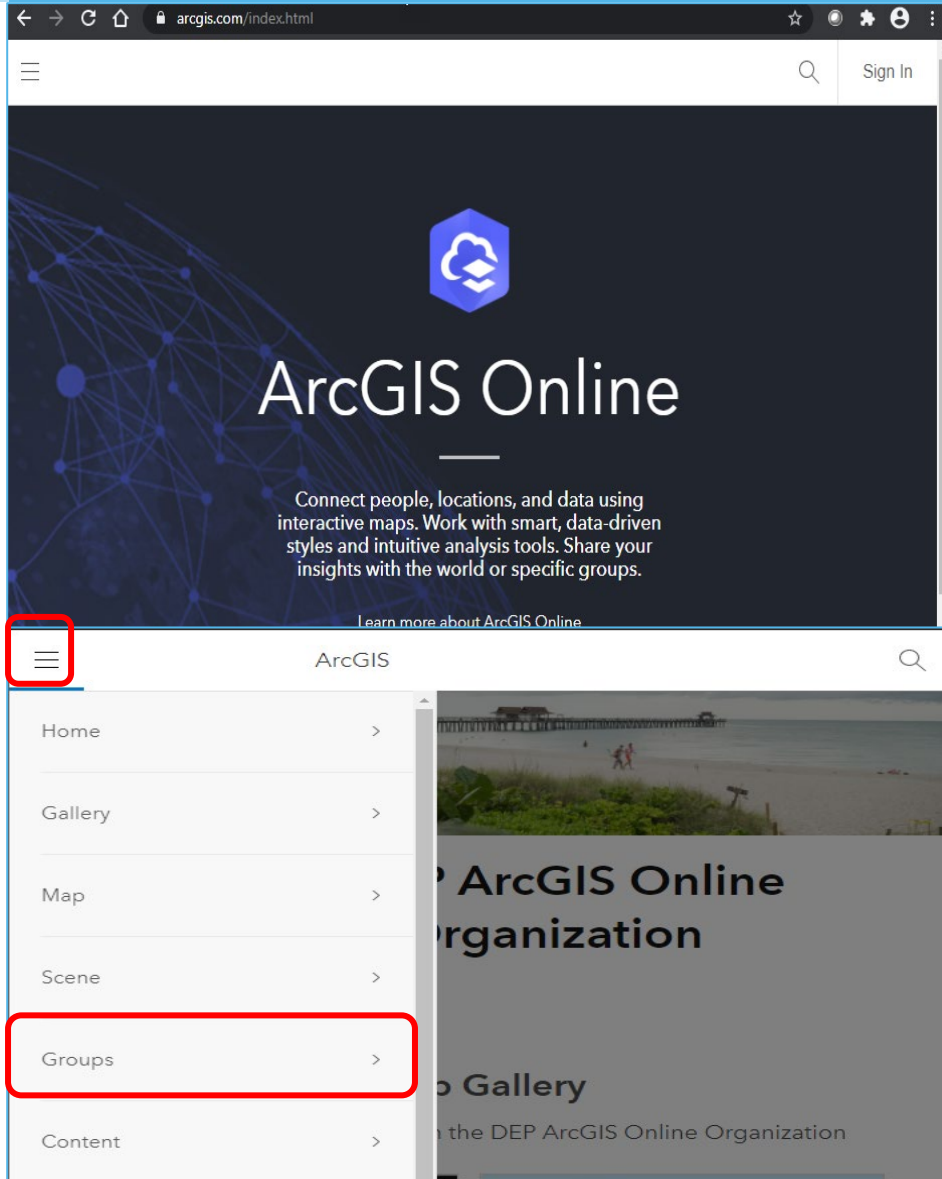 arcgis.com/index.html
Sign In
ArcGIS Online
Connect people, locations, and data using
interactive maps. Work with smart, data-driven
styles and intuitive analysis tools. Share your
insights with the world or specific groups.
Learn more about ArcGIS Online
ArcGIS
Home
Gallery
Map
Scene
Groups
Content
ArcGIS Online
rganization
Gallery
the DEP ArcGIS Online Organization